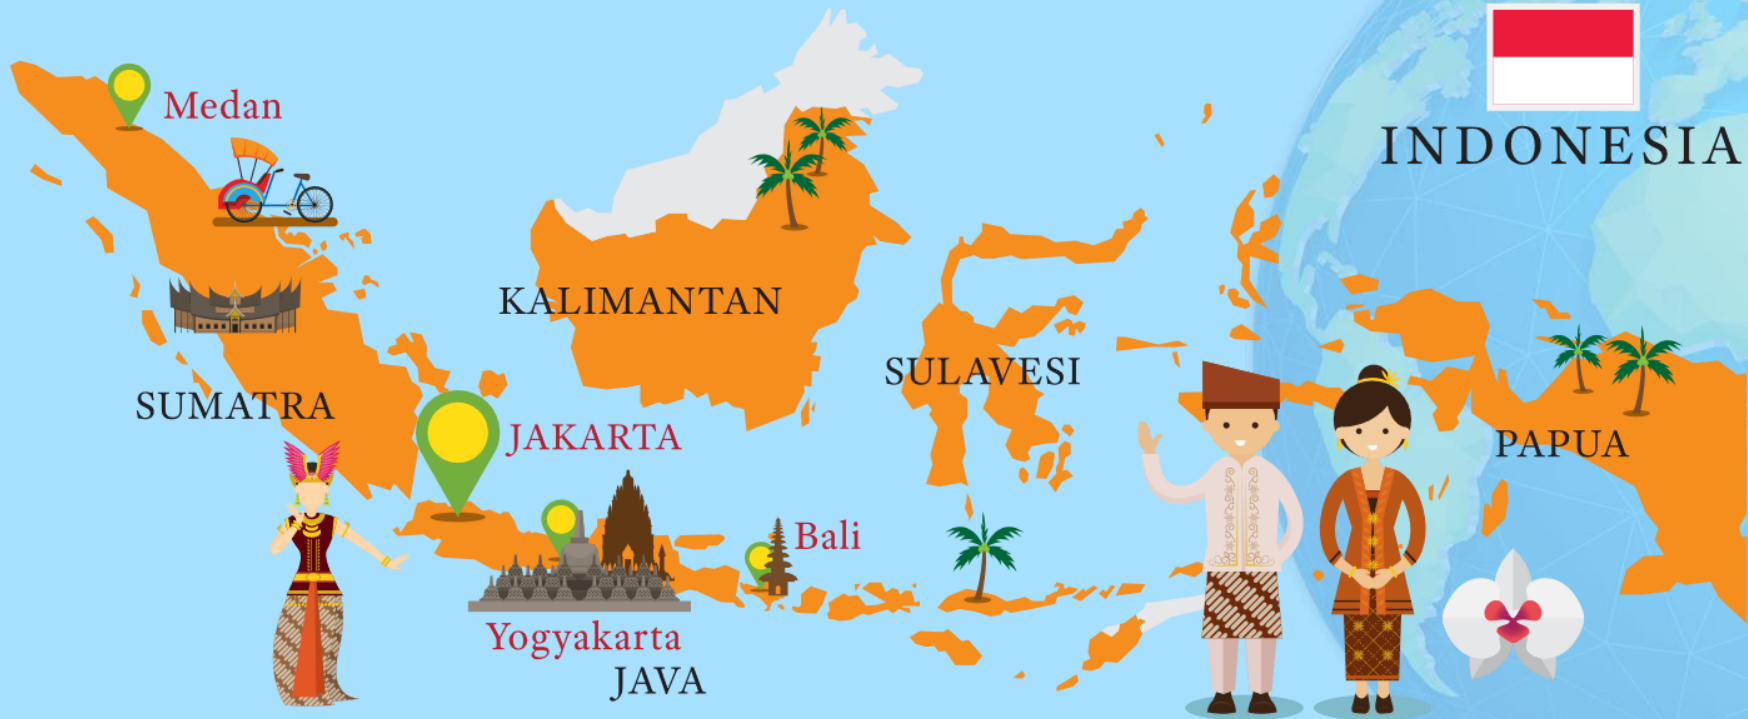 Medan
INDONESIA
KALIMANTAN
SULAVESI
SUMATRA
JAKARTA
PAPUA
Bali
Yogyakarta
JAVA